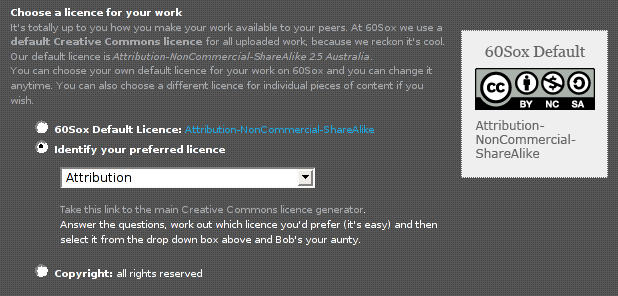 Choose a licence for your work
It's totally up to you how you make your work available to your peers. At 60Sox we use a
default Creative Commons licence for all uploaded work, because we reckon it's cool.
Our default licence is Attribution-NonCommercial-ShareAlike 25 Australia.
You can choose your own default licence for your work on 60Sox and you can change it
anytime. You can also choose a different licence for individual pieces of content if you
wish.
60Sox Default Licence: Attribution-NonCommercial-ShareAlike
Identify your preferred licence
Attribution
Take this link to the main Creative Commons licence generator.
Answer the questions, work out which licence you'd prefer (it's easy) and then
select it from the drop down box above and Bob's your aunty.
Copyright: all rights reserved
60Sox Default
cc
BY NC SA
Attribution-
NonCommercial-
ShareAlike